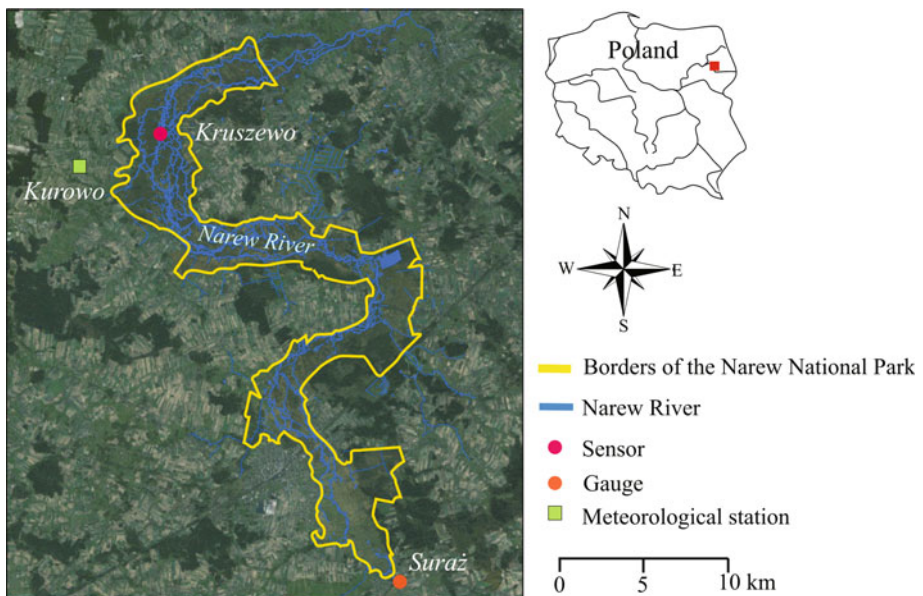 Kruszewo
Kurowo
Narew River
Suraż
Poland
N
W
E
S
Borders of the Narew National Park
Narew River
Sensor
Gauge
Meteorological station
0 5 10 km